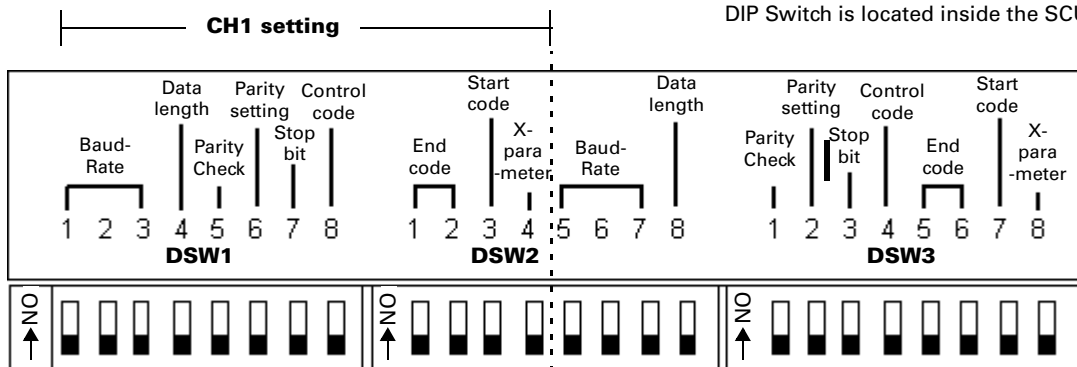 CH1 setting
DIP Switch is located inside the SCU
Data length
Parity setting
Control code
Start code
Data length
Parity setting
Control code
Start code
Baud-Rate
Parity Check
Stop bit
End code
X-para-meter
Baud-Rate
Parity Check
Stop bit
End code
X-para-meter
1 2 3 4 5 6 7 8 1 2 3 4 5 6 7 8 1 2 3 4 5 6 7 8
DSW1 DSW2 DSW3
ON ON ON